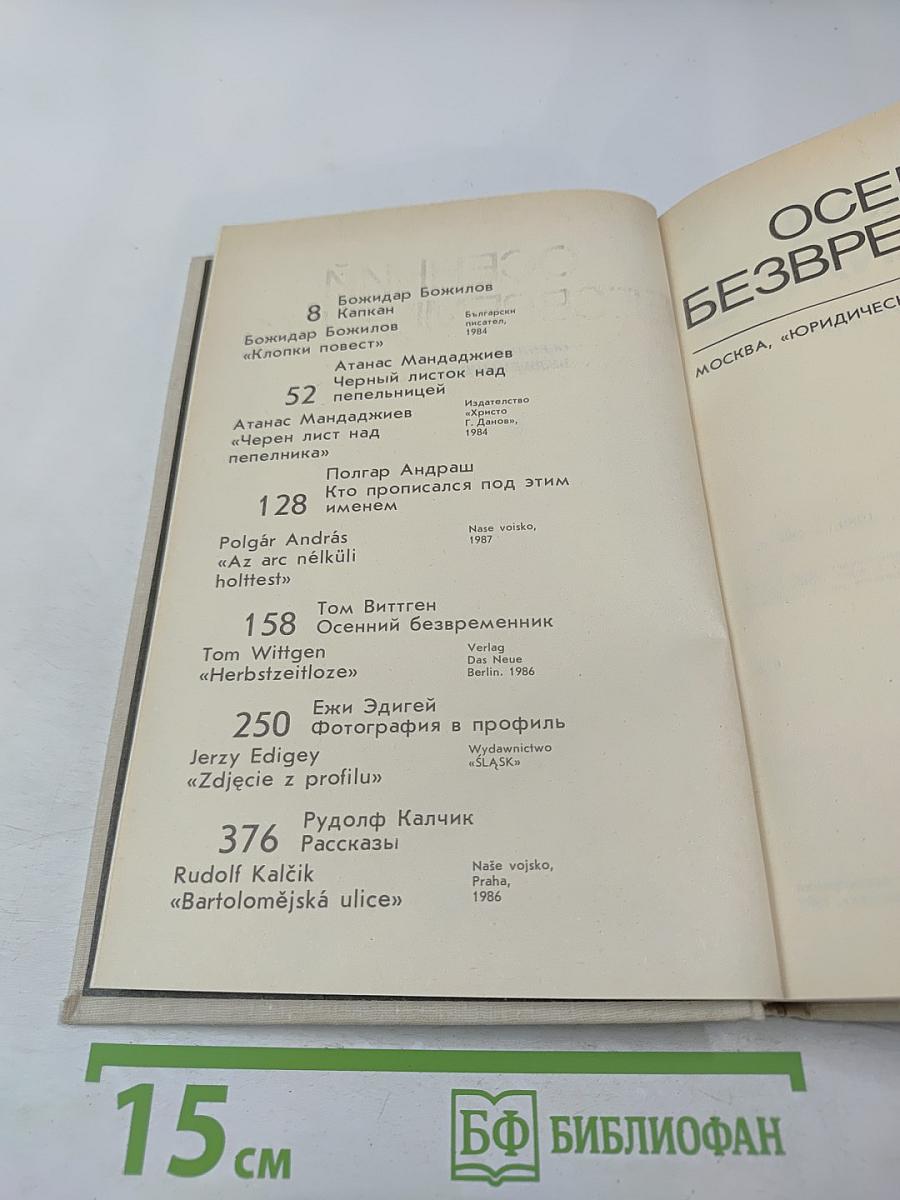 8 Божидар Божилов
Капкан
Божидар Божилов
«Клопки повест»
Български
писател,
1984
Атанас Мандаджиев
52 Черный листок над
пепельницей
Атанас Мандаджиев
«Черен лист над
пепелника»
Издателство
«Христо
Г. Данов»,
1984
Полгар Андраш
128 Кто прописался под этим
именем
Polgár András
«Az arc nélküli
holttest»
Nase voisko,
1987
158 Том Виттген
Осенний безвременник
Tom Wittgen
«Herbstzeitloze»
Verlag
Das Neue
Berlin. 1986
250 Ежи Эдигей
Фотография в профиль
Jerzy Edigey
«Zdjęcie z profilu»
Wydawnictwo
«ŚLĄSK»
376 Рудолф Калчик
Рассказы
Rudolf Kalčik
«Bartolomějská ulice»
Naše vojsko,
Praha,
1986
МОСКВА,
15 см
БФ БИБЛИОФАН